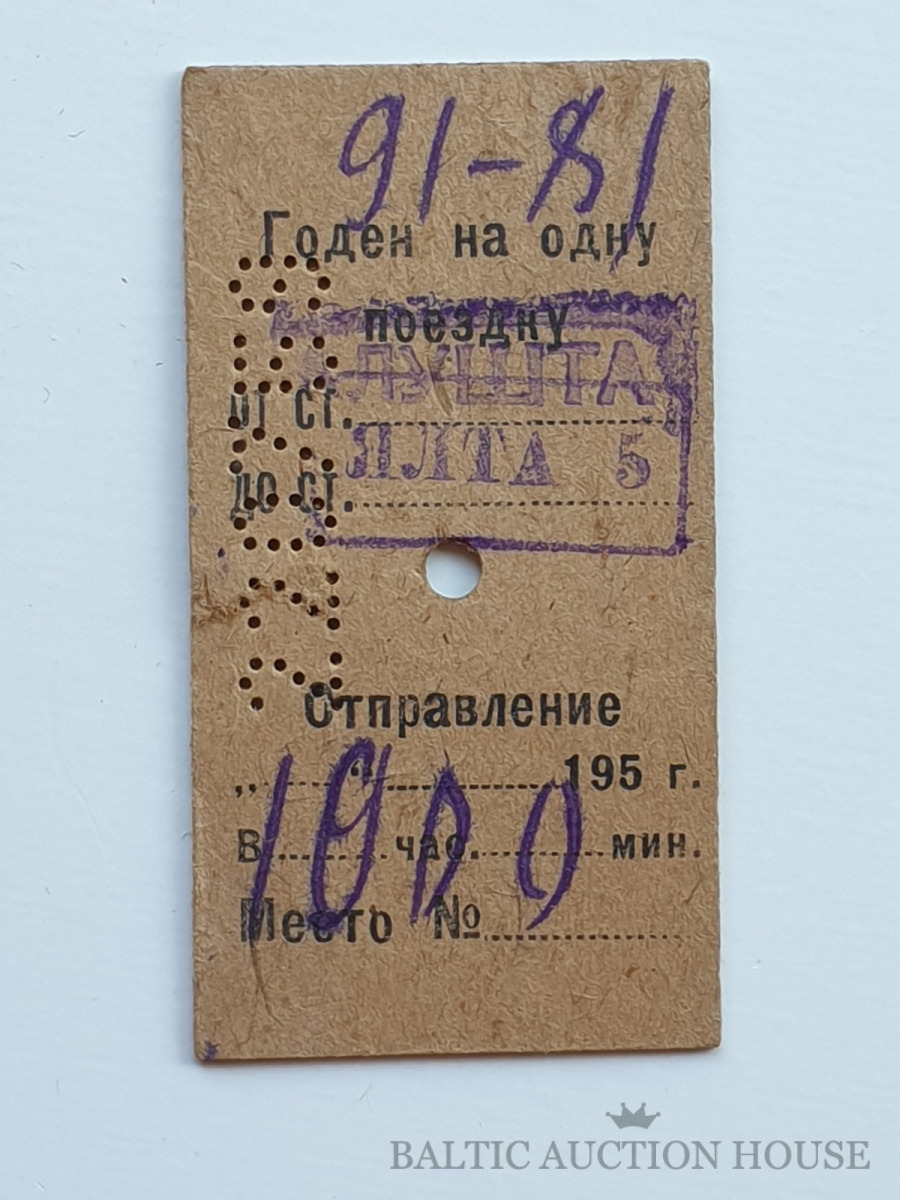 91-81
Годен на одну
поездку
АЛУШТА
от ст.
ЯЛТА 5
до ст.
Отправление
„ “ 195 г.
В час. мин.
Место №
BALTIC AUCTION HOUSE